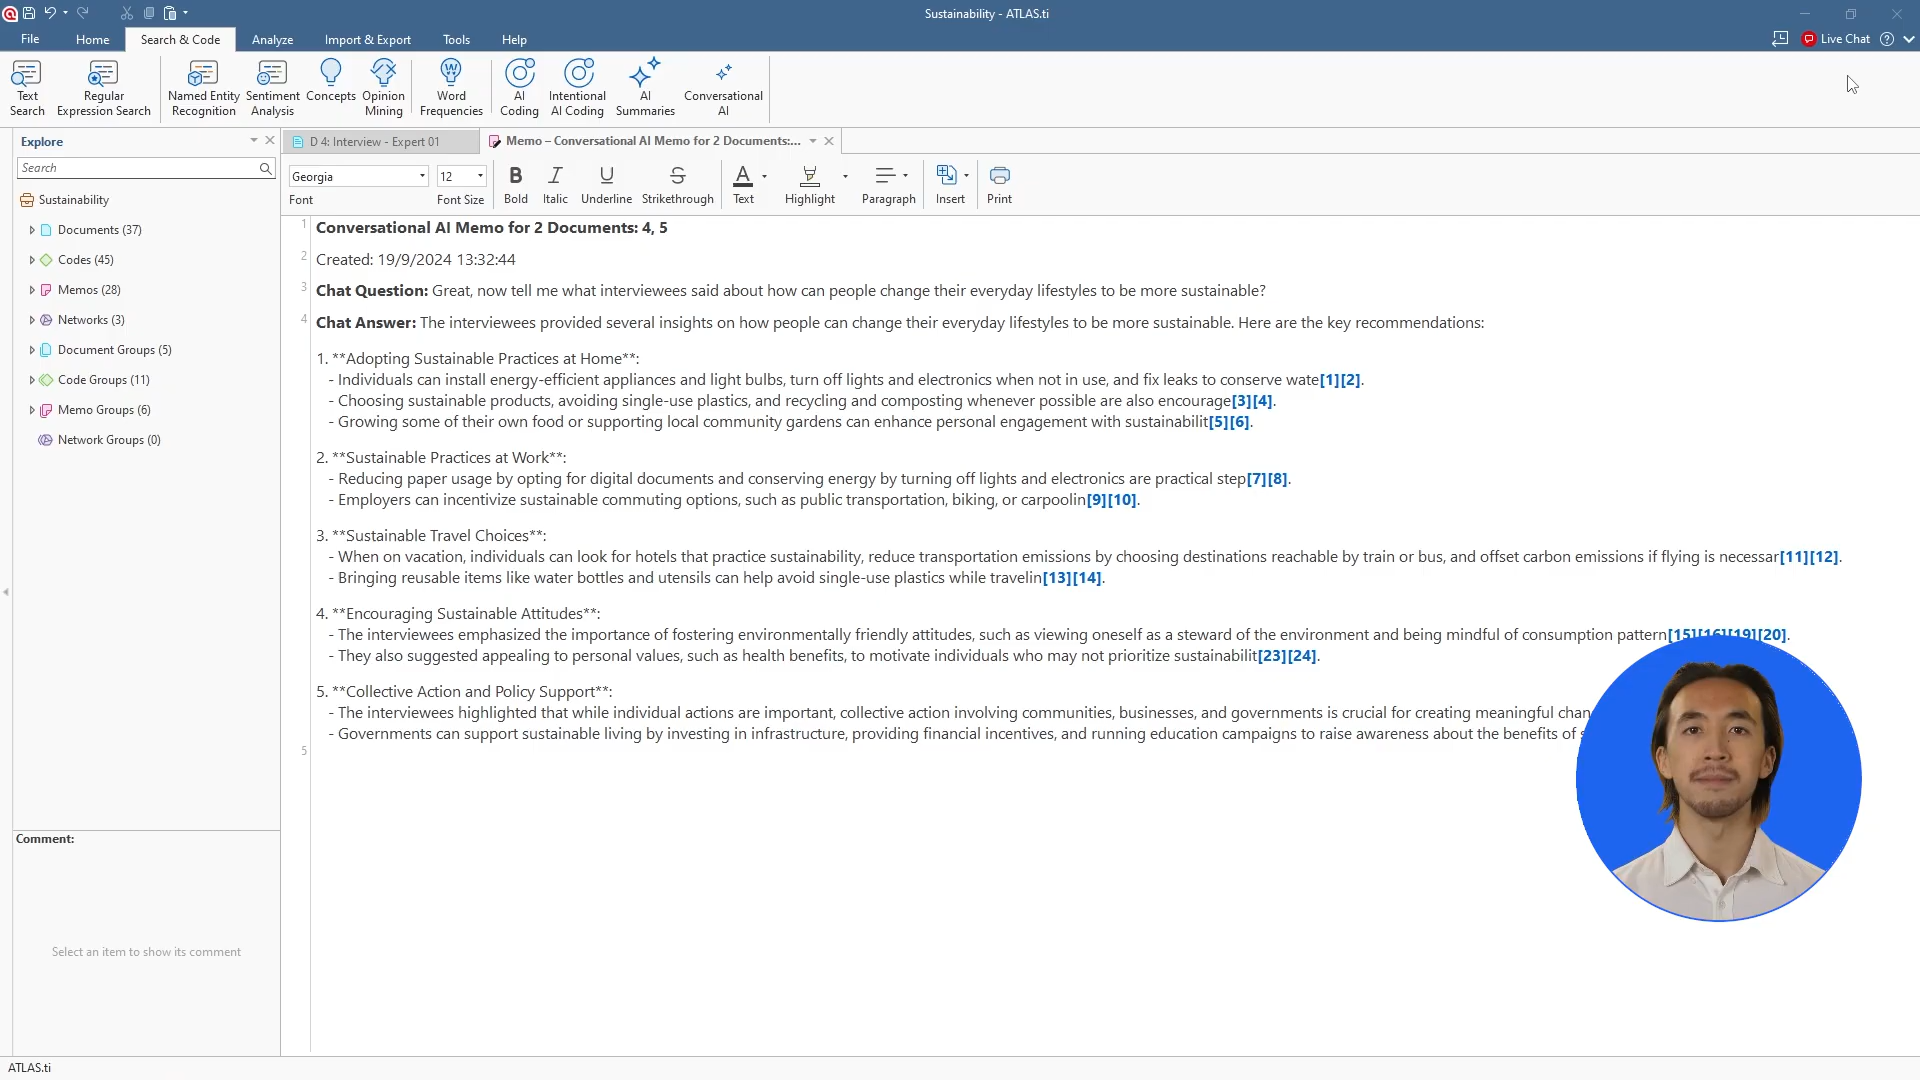 Sustainability - ATLAS.ti
File Home Search & Code Analyze Import & Export Tools Help Live Chat
Text Search
Regular Expression Search
Named Entity Recognition
Sentiment Analysis
Concepts
Opinion Mining
Word Frequencies
AI Coding
Intentional AI Coding
AI Summaries
Conversational AI
Explore
Search
Sustainability
Documents (37)
Codes (45)
Memos (28)
Networks (3)
Document Groups (5)
Code Groups (11)
Memo Groups (6)
Network Groups (0)
Comment:
Select an item to show its comment
D 4: Interview - Expert 01
Memo – Conversational AI Memo for 2 Documents:...
Georgia 12
Font Font Size Bold Italic Underline Strikethrough Text Highlight Paragraph Insert Print
1 Conversational AI Memo for 2 Documents: 4, 5
2 Created: 19/9/2024 13:32:44
3 Chat Question: Great, now tell me what interviewees said about how can people change their everyday lifestyles to be more sustainable?
4 Chat Answer: The interviewees provided several insights on how people can change their everyday lifestyles to be more sustainable. Here are the key recommendations:
1. **Adopting Sustainable Practices at Home**:
- Individuals can install energy-efficient appliances and light bulbs, turn off lights and electronics when not in use, and fix leaks to conserve wate[1][2].
- Choosing sustainable products, avoiding single-use plastics, and recycling and composting whenever possible are also encourage[3][4].
- Growing some of their own food or supporting local community gardens can enhance personal engagement with sustainabilit[5][6].
2. **Sustainable Practices at Work**:
- Reducing paper usage by opting for digital documents and conserving energy by turning off lights and electronics are practical step[7][8].
- Employers can incentivize sustainable commuting options, such as public transportation, biking, or carpoolin[9][10].
3. **Sustainable Travel Choices**:
- When on vacation, individuals can look for hotels that practice sustainability, reduce transportation emissions by choosing destinations reachable by train or bus, and offset carbon emissions if flying is necessar[11][12].
- Bringing reusable items like water bottles and utensils can help avoid single-use plastics while travelin[13][14].
4. **Encouraging Sustainable Attitudes**:
- The interviewees emphasized the importance of fostering environmentally friendly attitudes, such as viewing oneself as a steward of the environment and being mindful of consumption pattern[15][16][19][20].
- They also suggested appealing to personal values, such as health benefits, to motivate individuals who may not prioritize sustainabilit[23][24].
5. **Collective Action and Policy Support**:
- The interviewees highlighted that while individual actions are important, collective action involving communities, businesses, and governments is crucial for creating meaningful chan
- Governments can support sustainable living by investing in infrastructure, providing financial incentives, and running education campaigns to raise awareness about the benefits of
5
ATLAS.ti